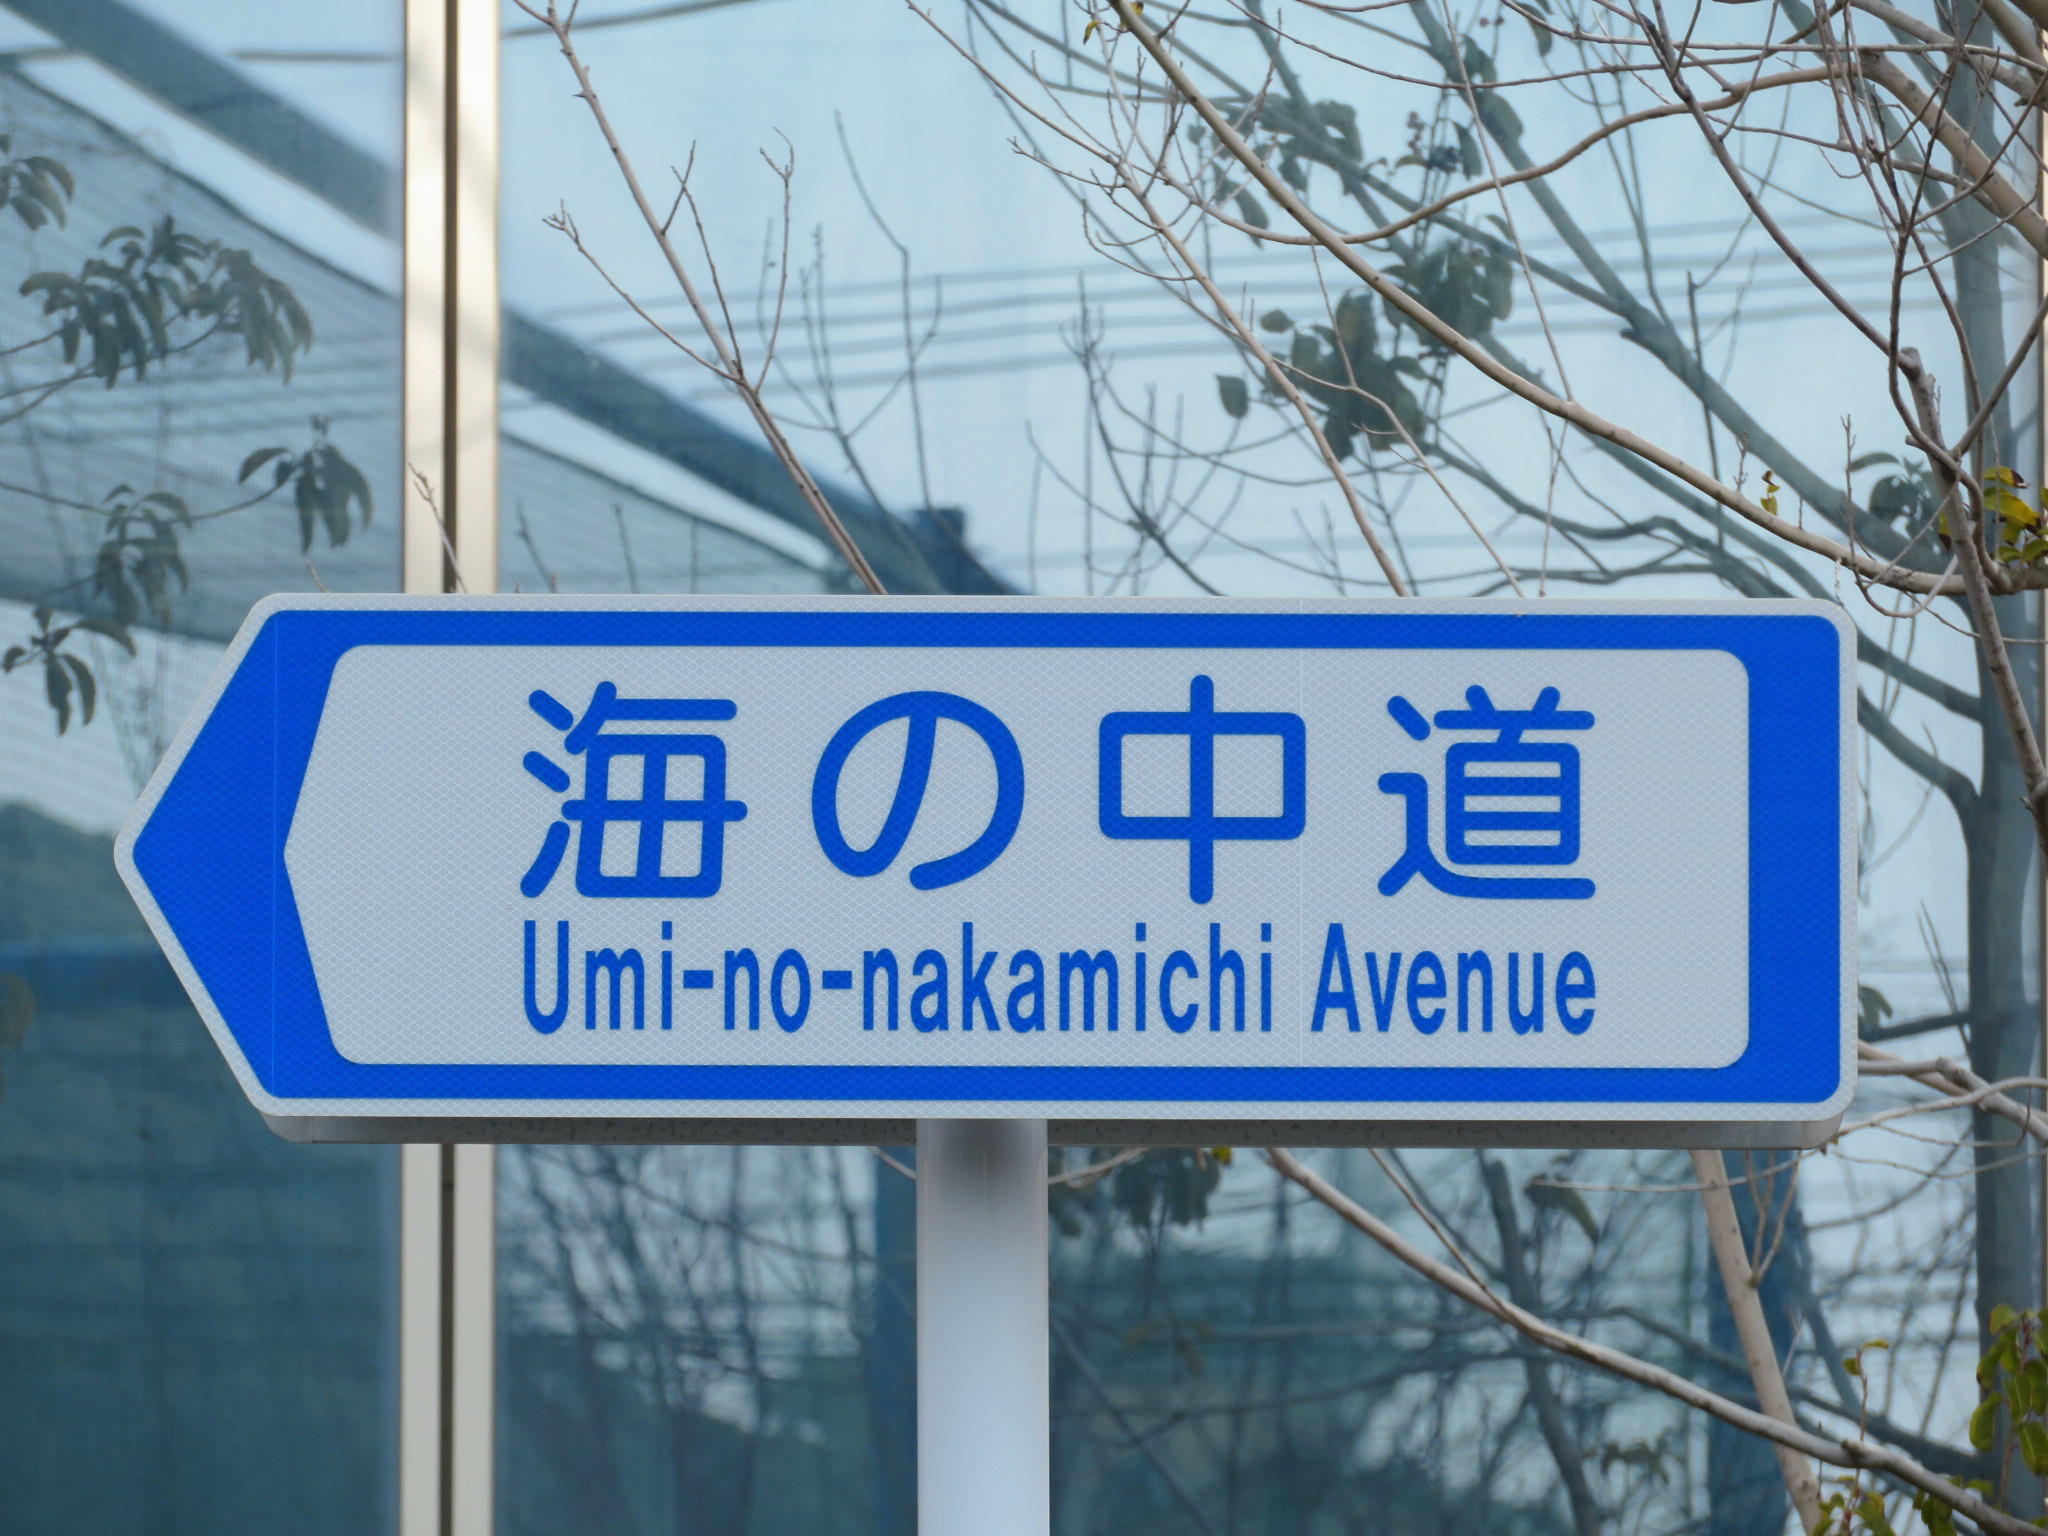 海の中道
Umi-no-nakamichi Avenue